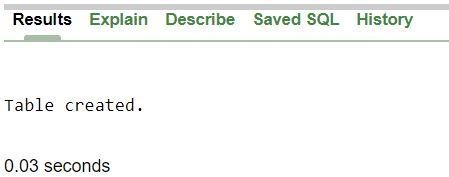 Results Explain Describe Saved SQL History
Table created.
0.03 seconds